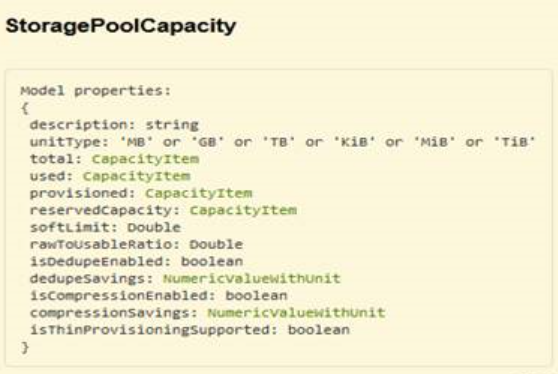 StoragePoolCapacity
Model properties:
{
description: string
unitType: 'MB' or 'GB' or 'TB' or 'KiB' or 'MiB' or 'TiB'
total: CapacityItem
used: CapacityItem
provisioned: CapacityItem
reservedCapacity: CapacityItem
softLimit: Double
rawToUsableRatio: Double
isDedupeEnabled: boolean
dedupeSavings: NumericValueWithUnit
isCompressionEnabled: boolean
compressionSavings: NumericValueWithUnit
isThinProvisioningSupported: boolean
}